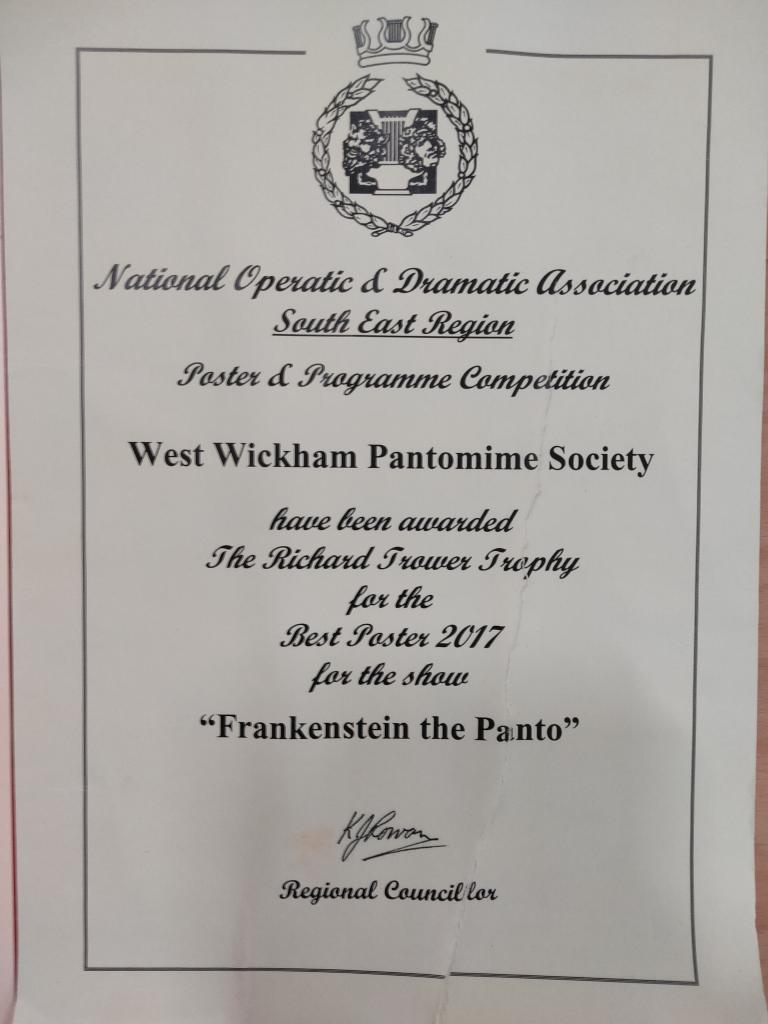 National Operatic & Dramatic Association
South East Region
Poster & Programme Competition
West Wickham Pantomime Society
have been awarded
The Richard Trower Trophy
for the
Best Poster 2017
for the show
“Frankenstein the Panto”
KJRowan
Regional Councillor